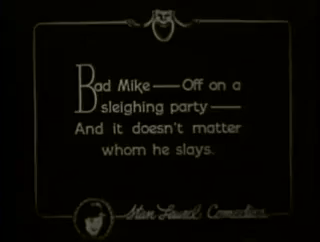 Bad Mike — Off on a
sleighing party —
And it doesn't matter
whom he slays.
Stan Laurel Comedies